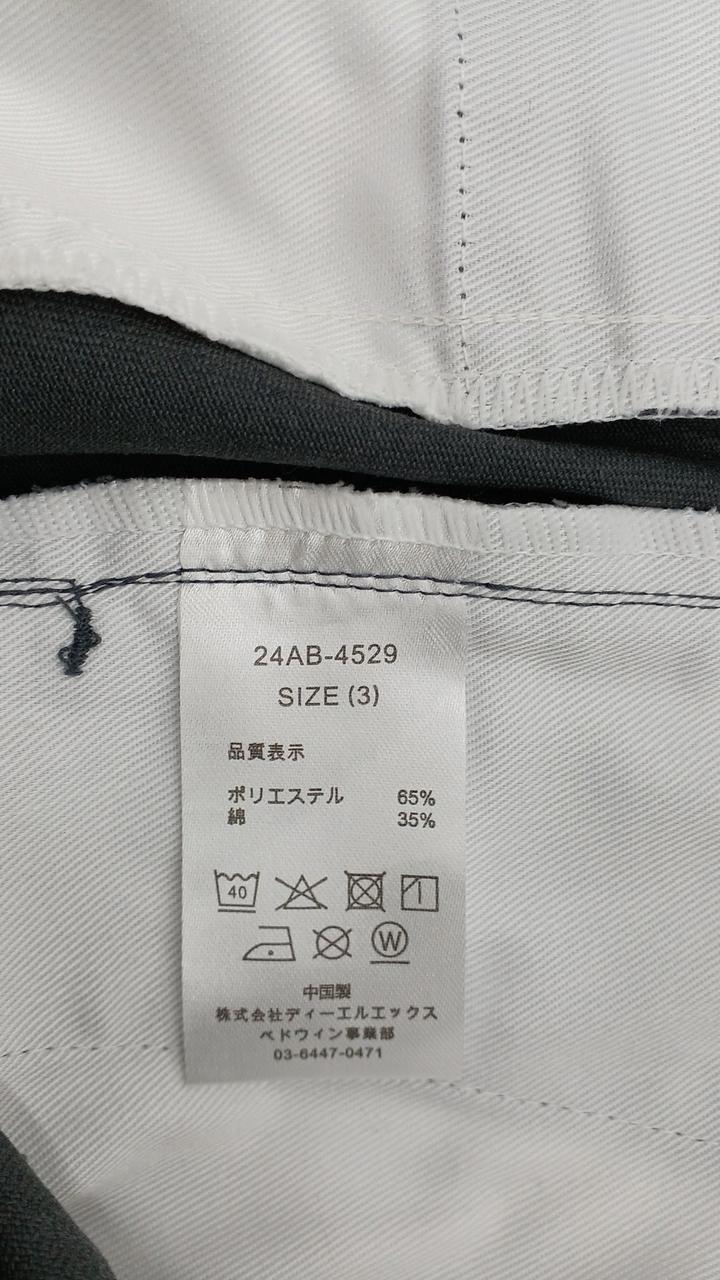 24AB-4529
SIZE (3)
品質表示
ポリエステル 65%
綿 35%
40
W
中国製
株式会社ディーエルエックス
ベドウィン事業部
03-6447-0471